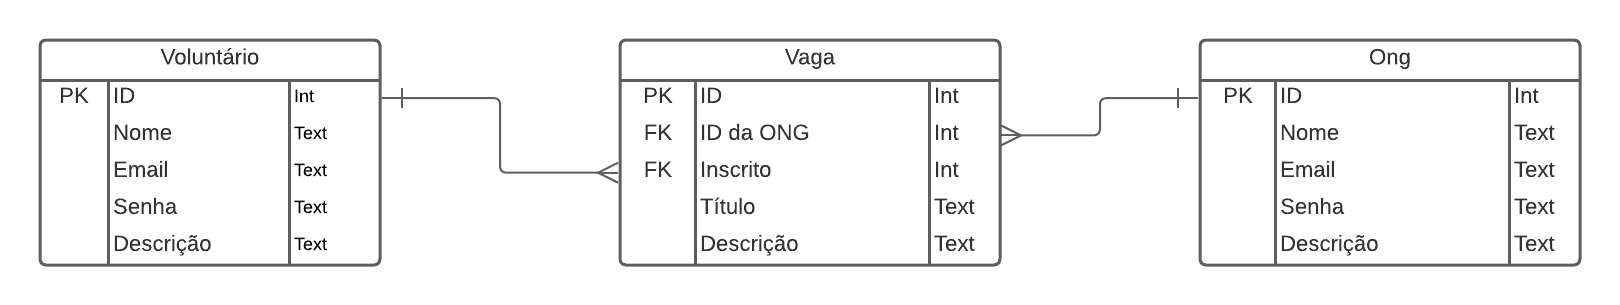 Voluntário
PK ID Int
Nome Text
Email Text
Senha Text
Descrição Text
Vaga
PK ID Int
FK ID da ONG Int
FK Inscrito Int
Título Text
Descrição Text
Ong
PK ID Int
Nome Text
Email Text
Senha Text
Descrição Text